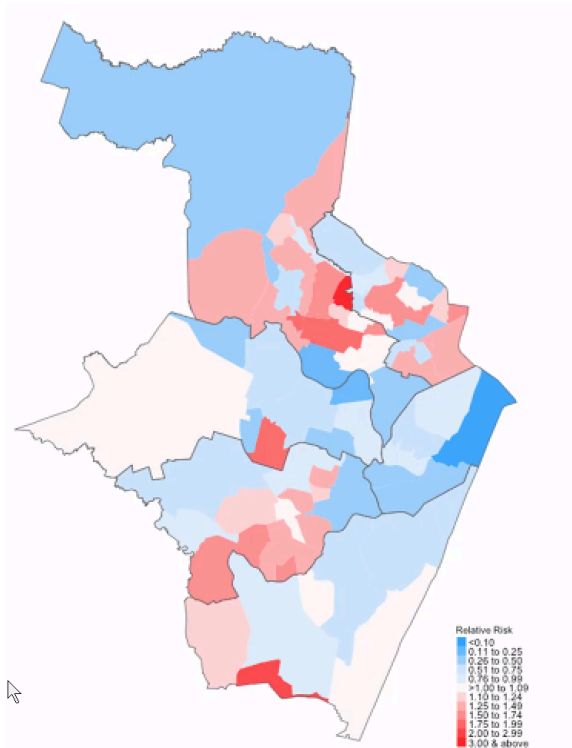 Relative Risk
<0.10
0.11 to 0.25
0.26 to 0.50
0.51 to 0.75
0.76 to 0.99
>1.00 to 1.09
1.10 to 1.24
1.25 to 1.49
1.50 to 1.74
1.75 to 1.99
2.00 to 2.99
3.00 & above